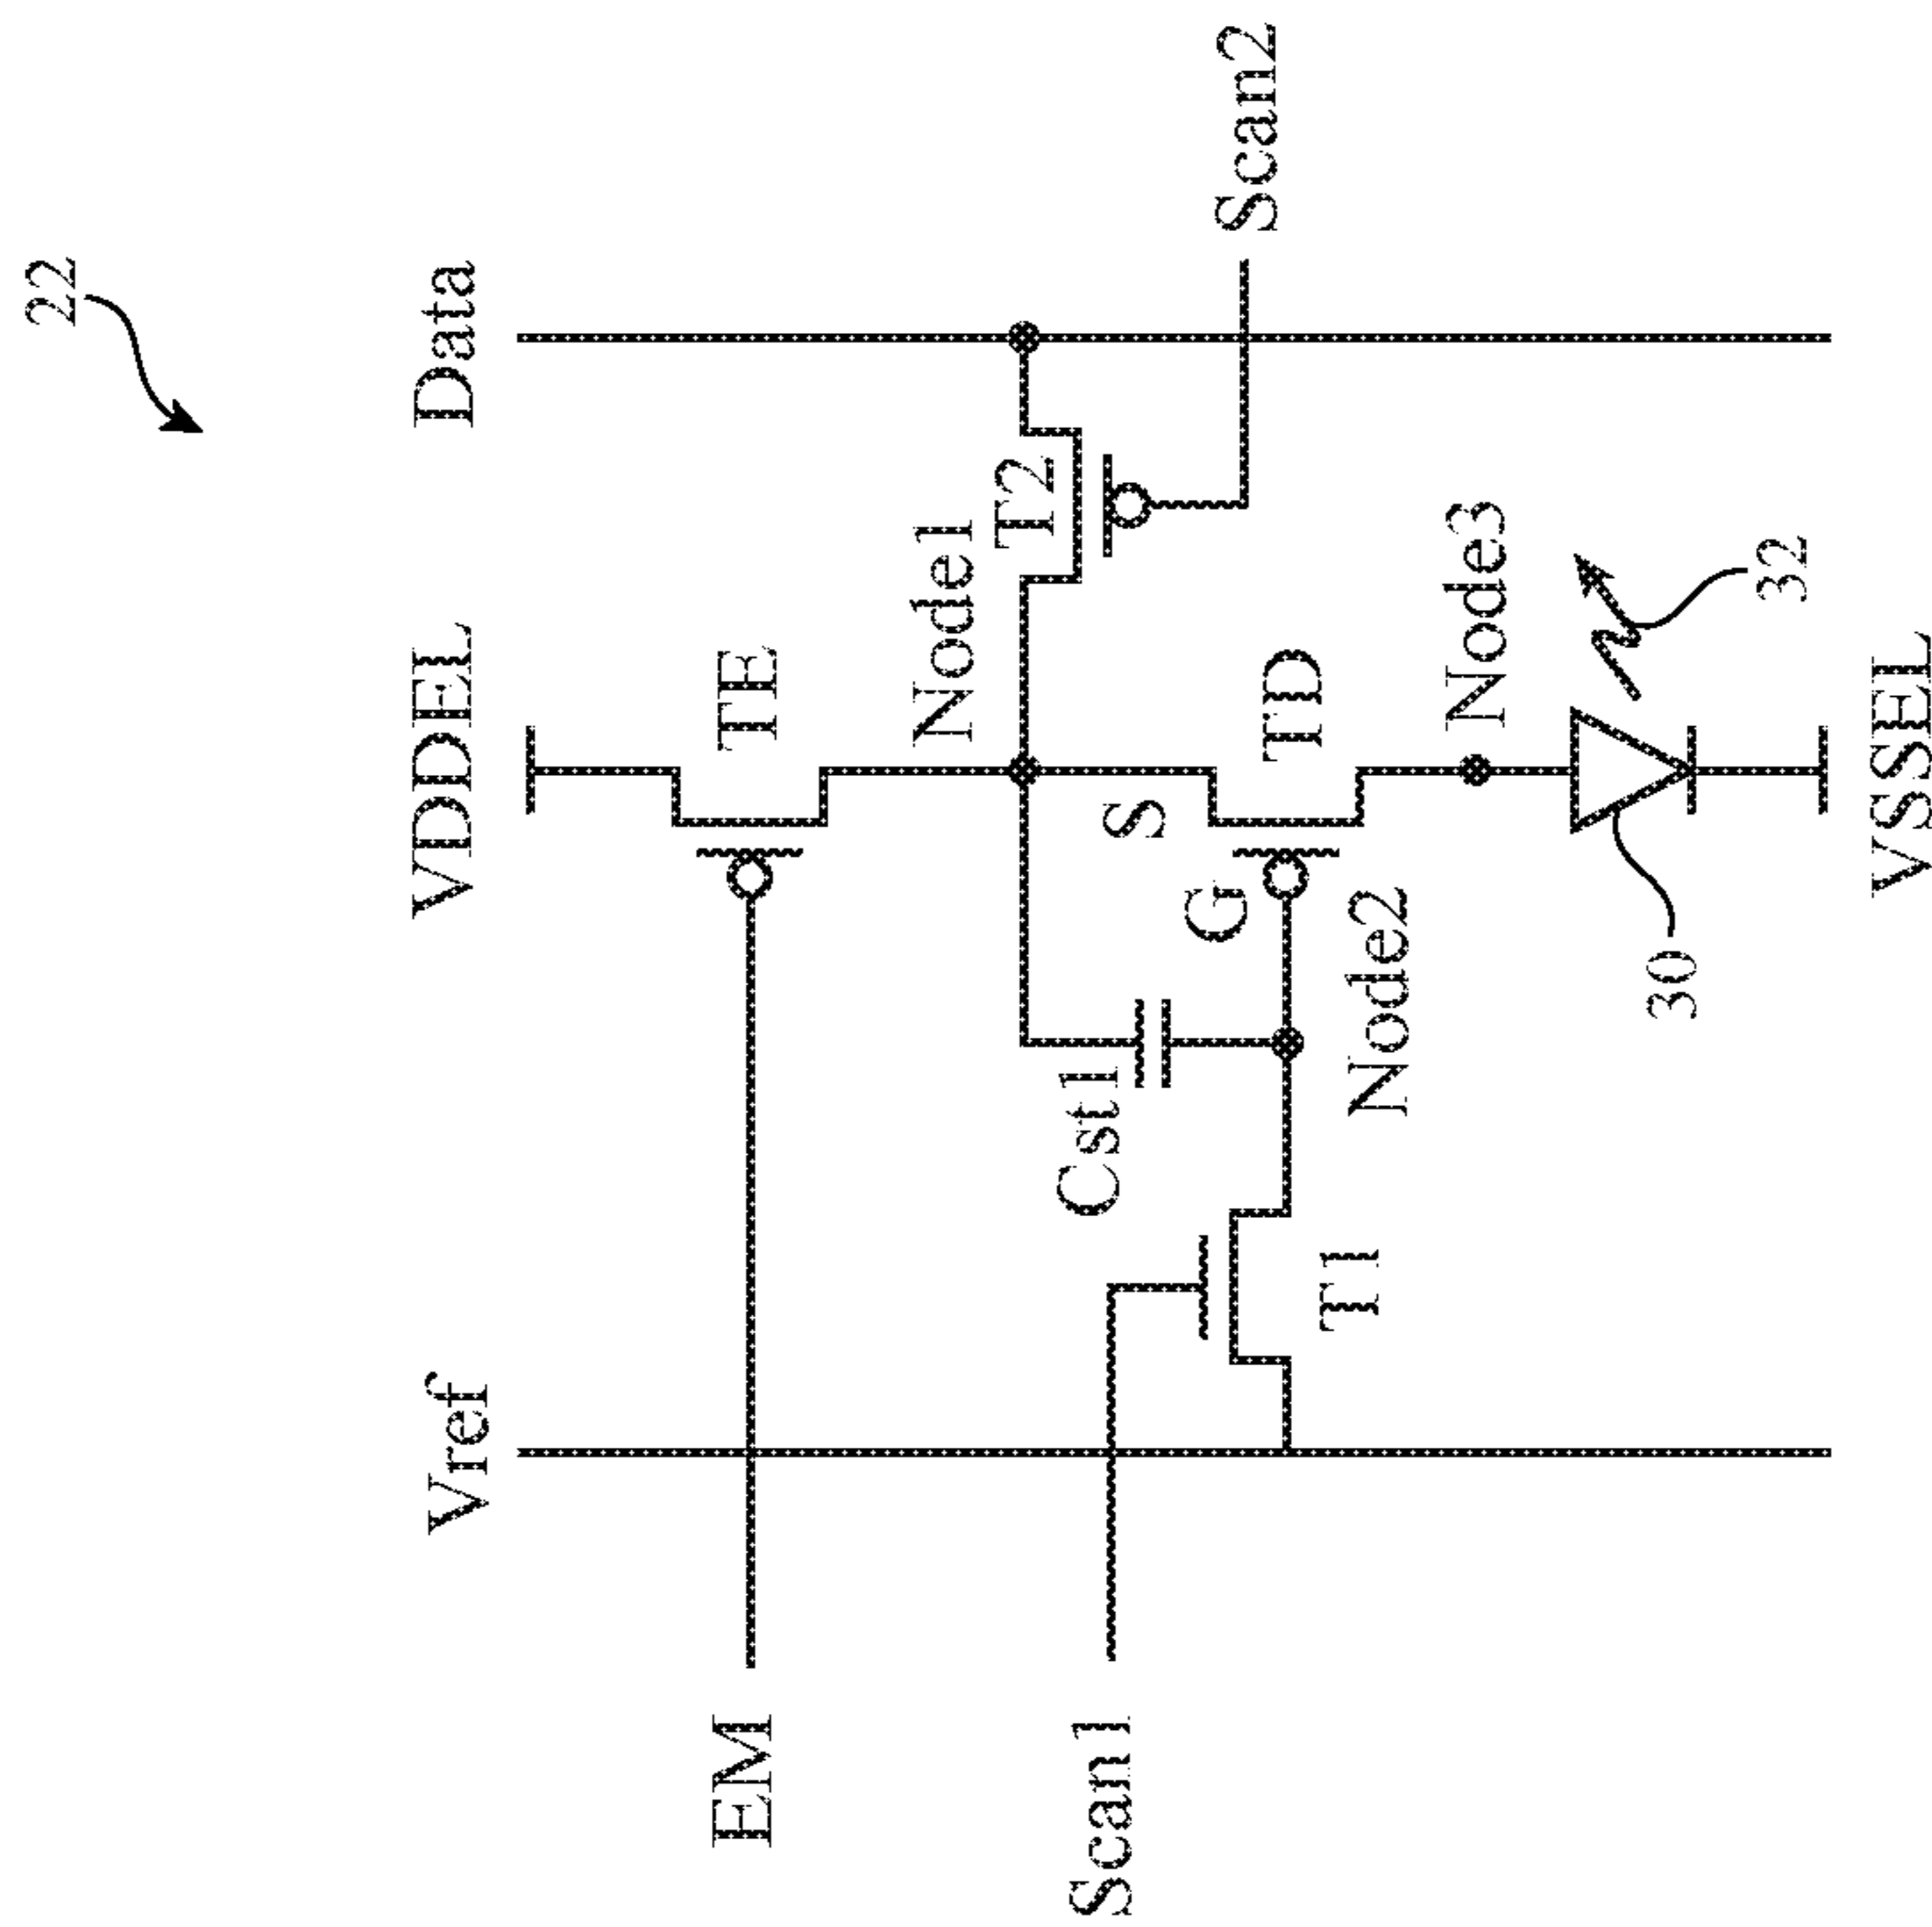 22
Vref
VDDEL
Data
EM
TE
Node1
T2
Scan1
Cst1
S
G
TD
Scan2
T1
Node2
Node3
30
32
VSSEL